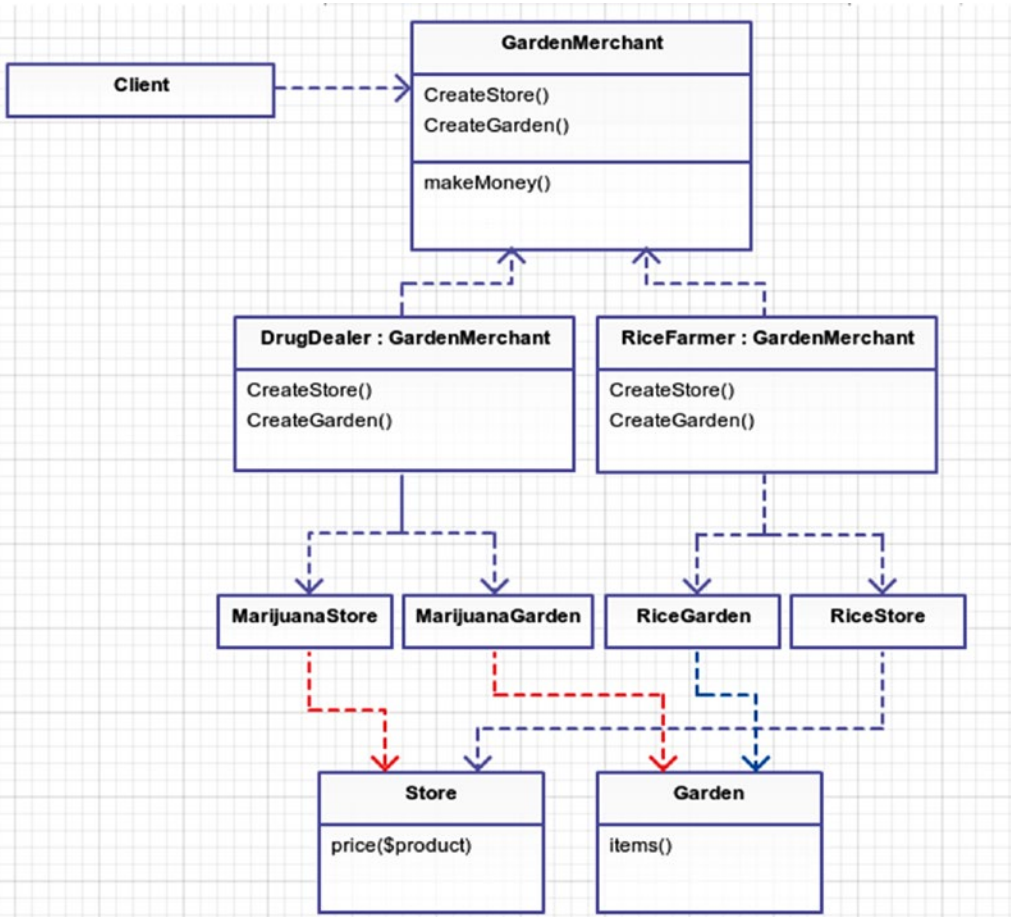 GardenMerchant
Client
CreateStore()
CreateGarden()
makeMoney()
DrugDealer : GardenMerchant
CreateStore()
CreateGarden()
RiceFarmer : GardenMerchant
CreateStore()
CreateGarden()
MarijuanaStore
MarijuanaGarden
RiceGarden
RiceStore
Store
price($product)
Garden
items()